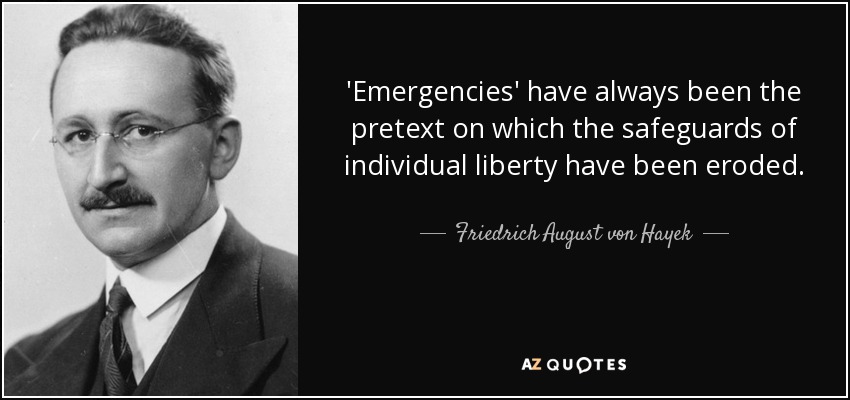 'Emergencies' have always been the
pretext on which the safeguards of
individual liberty have been eroded.
Friedrich August von Hayek
AZ QUOTES